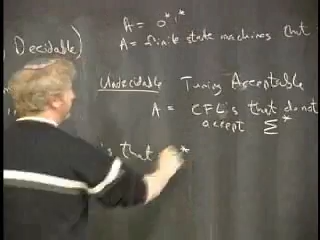 Decidable)
A = 0*1*
A = finite state machines that
Undecidable Turing Acceptable
A = CFL's that do not
accept Σ*
's that *